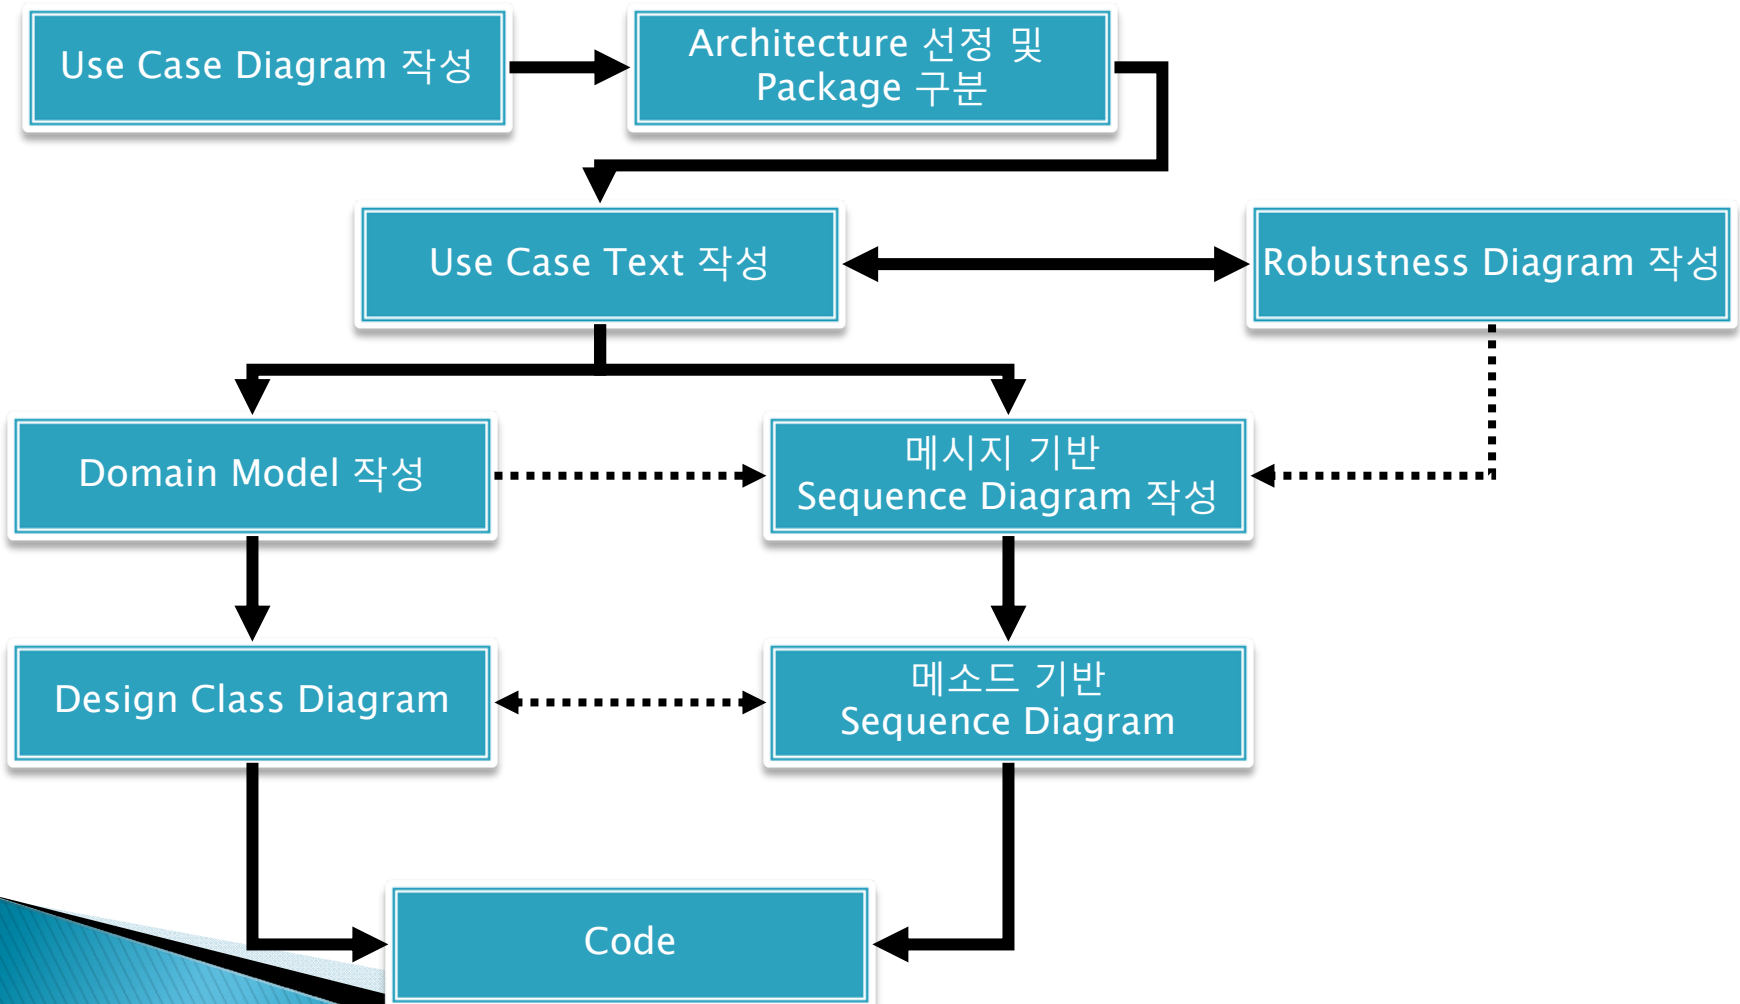 Use Case Diagram 작성
Architecture 선정 및
Package 구분
Use Case Text 작성
Robustness Diagram 작성
Domain Model 작성
메시지 기반
Sequence Diagram 작성
Design Class Diagram
메소드 기반
Sequence Diagram
Code